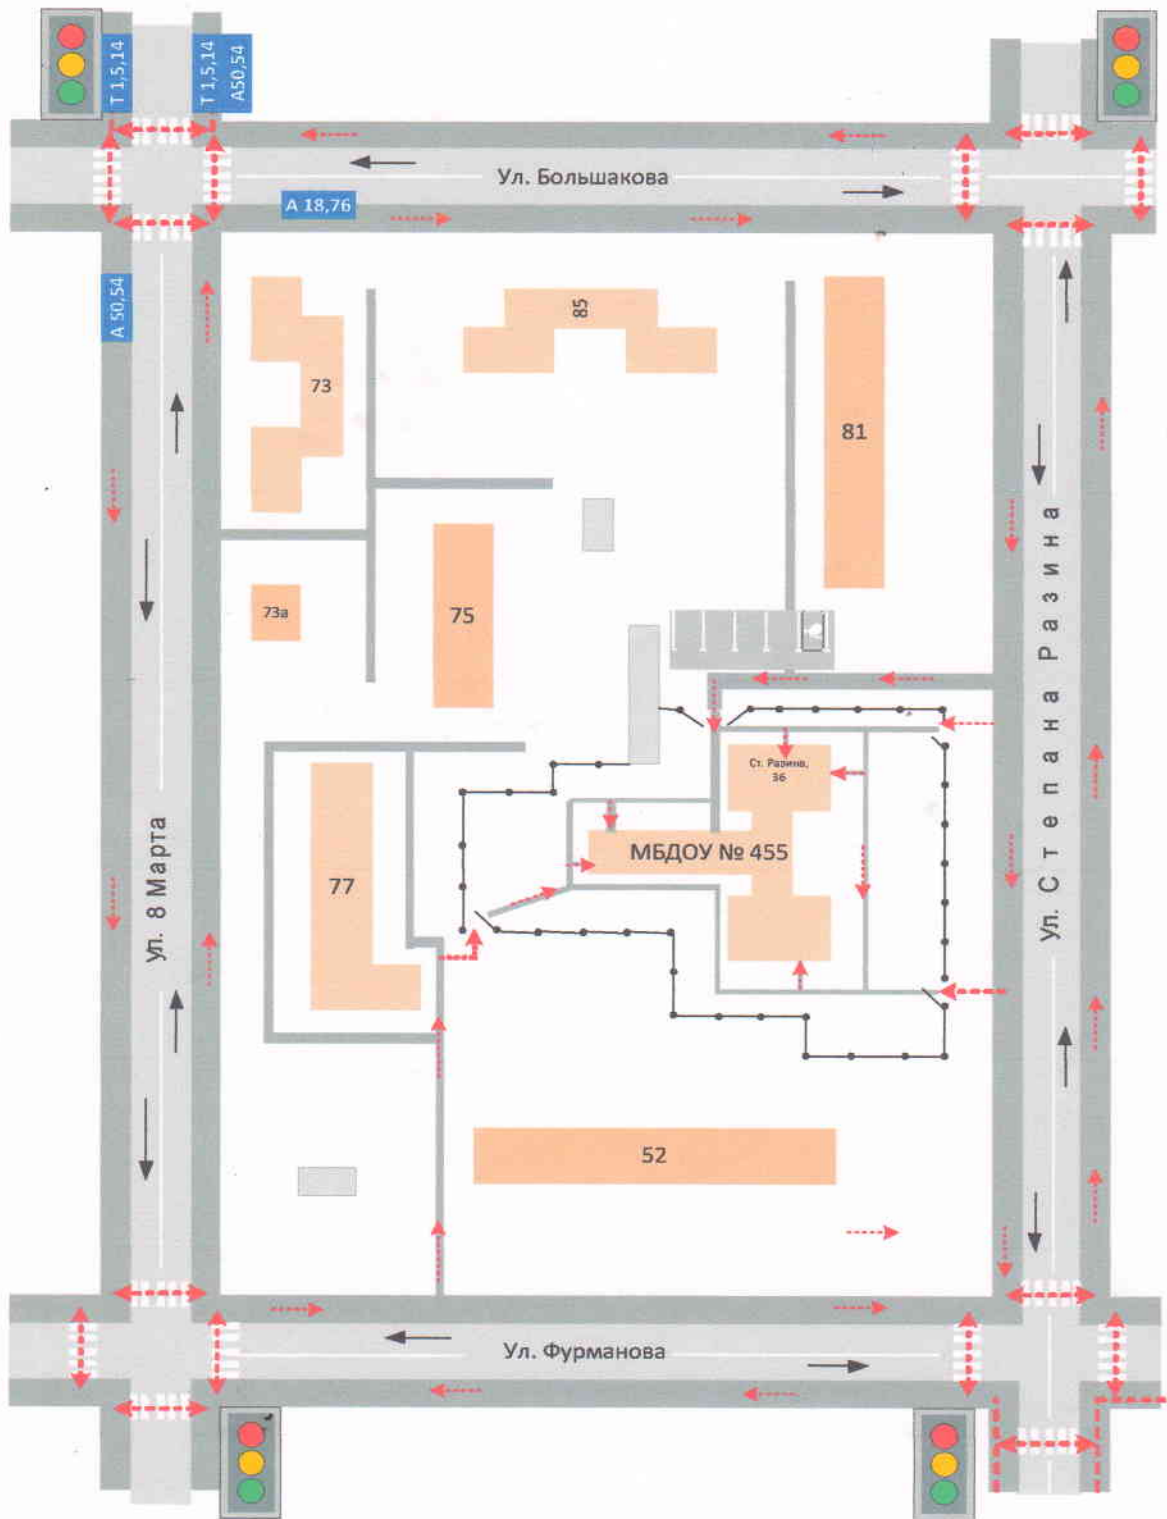 Т 1,5,14
Т 1,5,14
А50,54
Ул. Большакова
А 18,76
А 50,54
85
73
81
73а
75
Ст. Разина,
36
МБДОУ № 455
77
Ул. 8 Марта
Ул. Степана Разина
52
Ул. Фурманова